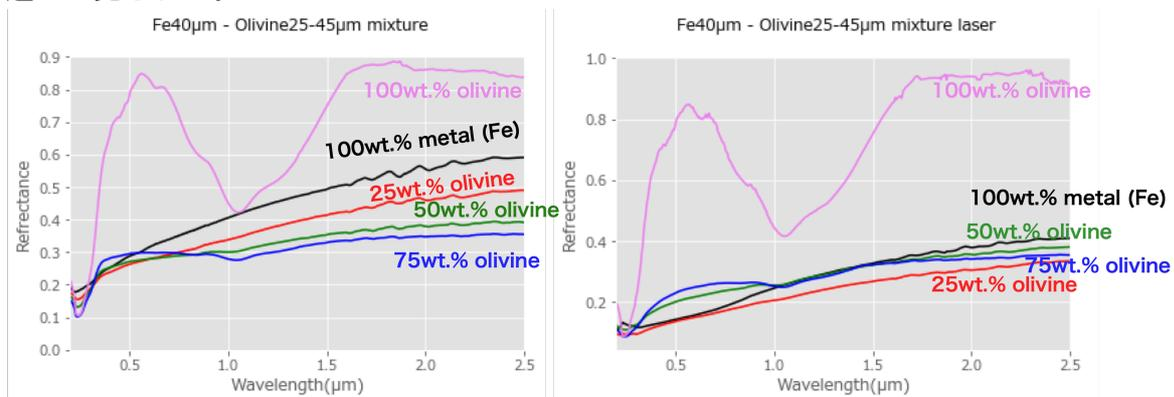 Fe40μm - Olivine25-45μm mixture
0.9
0.8
0.7
0.6
0.5
0.4
0.3
0.2
0.1
0.0
Refrectance
100wt.% olivine
100wt.% metal (Fe)
25wt.% olivine
50wt.% olivine
75wt.% olivine
0.5
1.0
1.5
2.0
2.5
Wavelength(μm)
Fe40μm - Olivine25-45μm mixture laser
1.0
0.8
0.6
0.4
0.2
Refrectance
100wt.% olivine
100wt.% metal (Fe)
50wt.% olivine
75wt.% olivine
25wt.% olivine
0.5
1.0
1.5
2.0
2.5
Wavelength(μm)